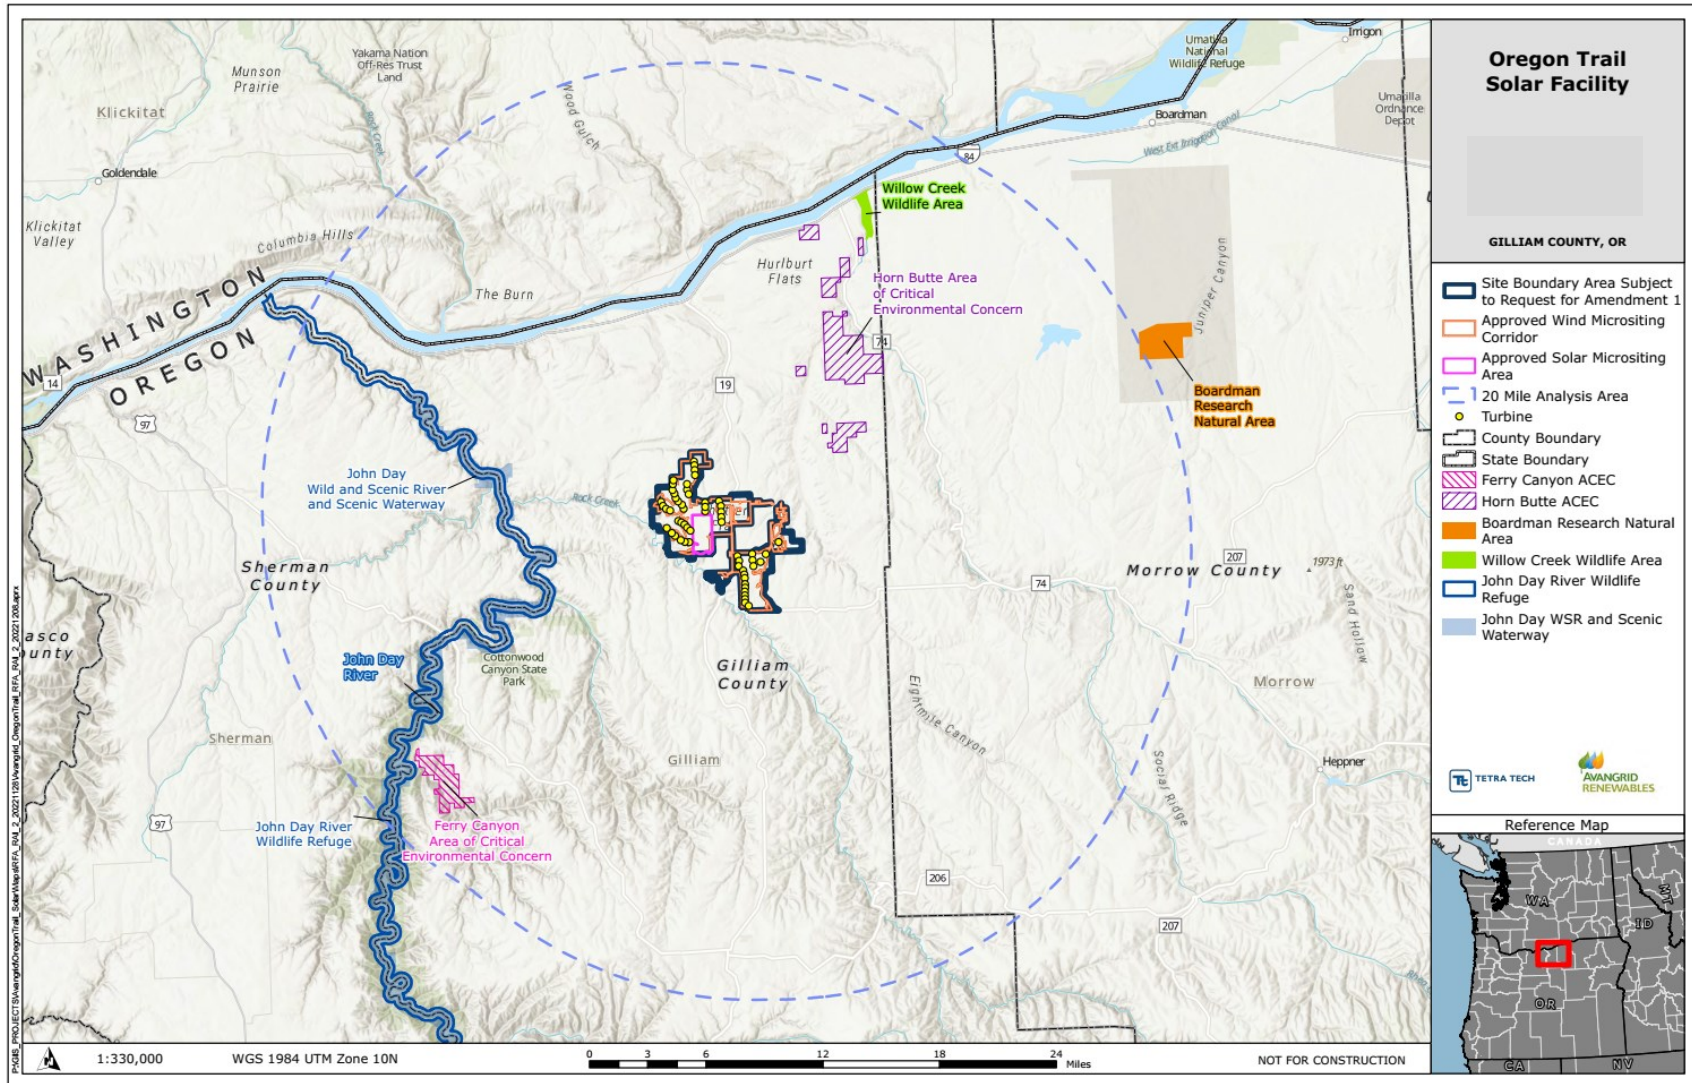 Oregon Trail
Solar Facility
GILLIAM COUNTY, OR
Site Boundary Area Subject
to Request for Amendment 1
Approved Wind Micrositing
Corridor
Approved Solar Micrositing
Area
20 Mile Analysis Area
Turbine
County Boundary
State Boundary
Ferry Canyon ACEC
Horn Butte ACEC
Boardman Research Natural
Area
Willow Creek Wildlife Area
John Day River Wildlife
Refuge
John Day WSR and Scenic
Waterway
TETRA TECH
AVANGRID
RENEWABLES
Reference Map
CANADA
WA
MT
ID
OR
CA
NV
Yakama Nation
Off-Res Trust
Land
Munson
Prairie
Klickitat
Rock Creek
Wood Gulch
Goldendale
Klickitat
Valley
Columbia Hills
WASHINGTON
OREGON
14
97
The Burn
Umatilla
National
Wildlife Refuge
Irrigon
Umatilla
Ordnance
Depot
Boardman
West Ext Irrigation Canal
84
Willow Creek
Wildlife Area
Hurlburt
Flats
Horn Butte Area
of Critical
Environmental Concern
Juniper Canyon
74
19
Boardman
Research
Natural Area
John Day
Wild and Scenic River
and Scenic Waterway
Rock Creek
Sherman
County
Morrow County
207
1973 ft
74
Sand Hollow
John Day
River
Cottonwood
Canyon State
Park
Gilliam
County
Eightmile Canyon
Morrow
Sherman
Gilliam
Social Ridge
Heppner
97
John Day River
Wildlife Refuge
Ferry Canyon
Area of Critical
Environmental Concern
206
207
1:330,000
WGS 1984 UTM Zone 10N
0 3 6 12 18 24
Miles
NOT FOR CONSTRUCTION